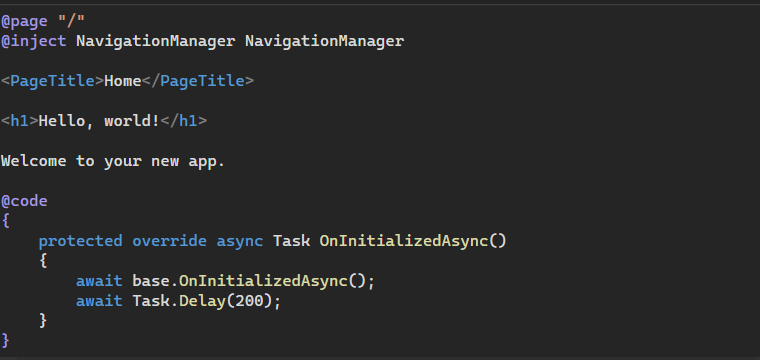 @page "/"
@inject NavigationManager NavigationManager
<PageTitle>Home</PageTitle>
<h1>Hello, world!</h1>
Welcome to your new app.
@code
{
    protected override async Task OnInitializedAsync()
    {
        await base.OnInitializedAsync();
        await Task.Delay(200);
    }
}